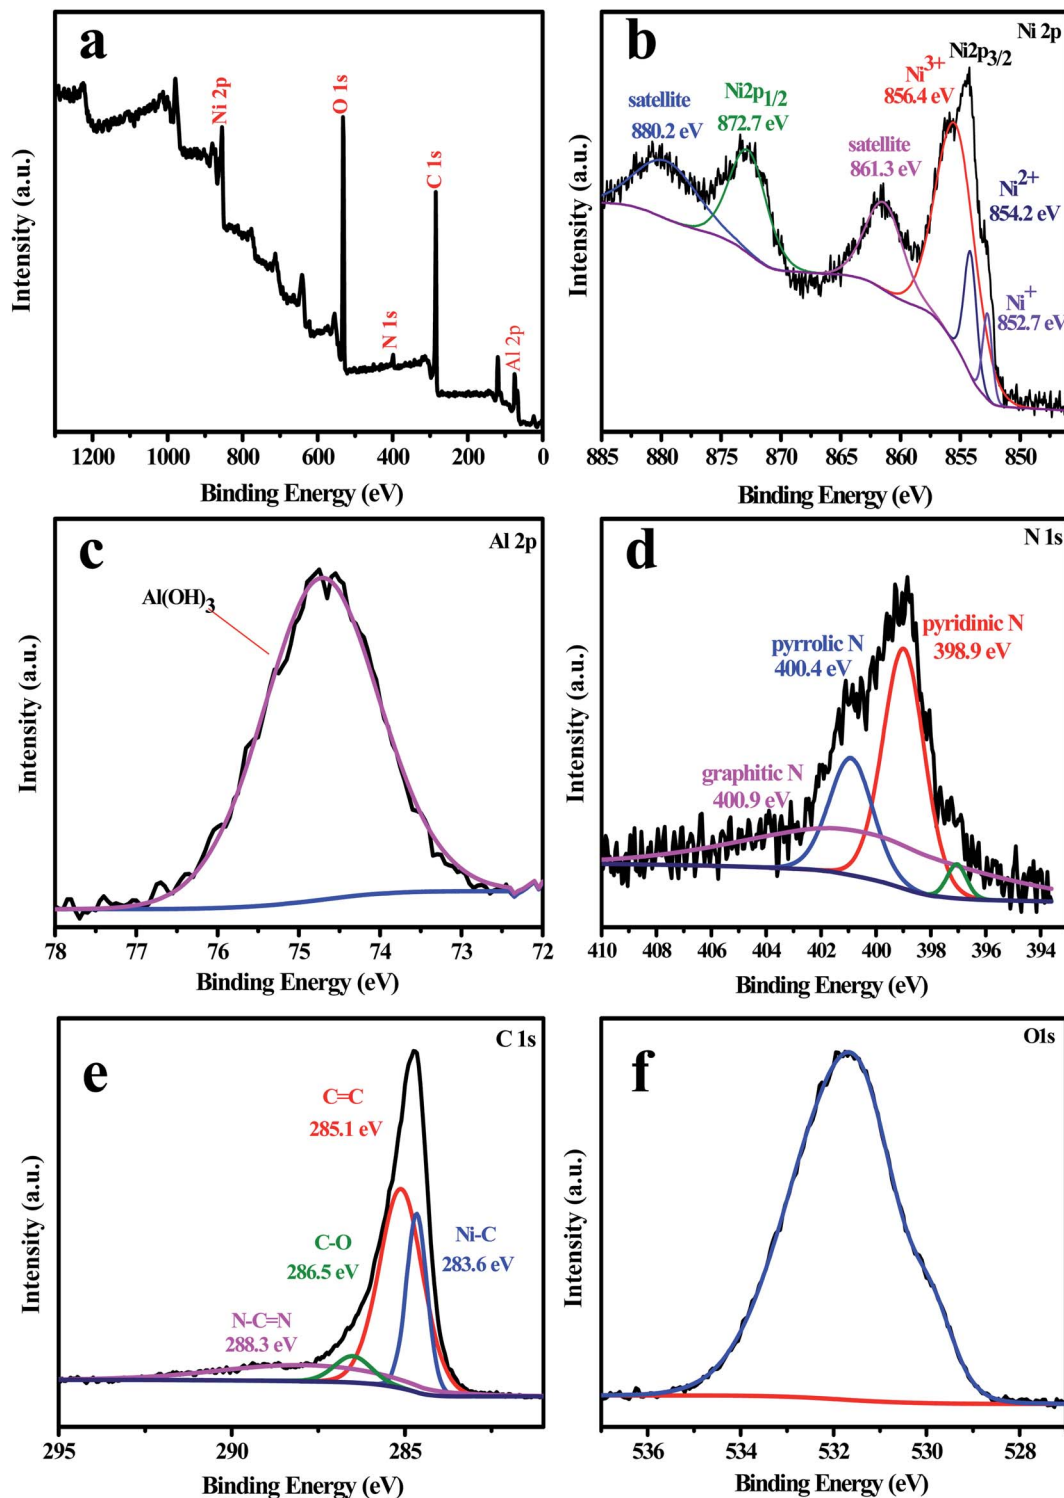 a
Ni 2p
O 1s
N 1s
C 1s
Al 2p
Intensity (a.u.)
1200 1000 800 600 400 200 0
Binding Energy (eV)
b
Ni 2p
satellite
880.2 eV
Ni2p1/2
872.7 eV
satellite
861.3 eV
Ni3+
856.4 eV
Ni2p3/2
Ni2+
854.2 eV
Ni+
852.7 eV
Intensity (a.u.)
885 880 875 870 865 860 855 850
Binding Energy (eV)
c
Al 2p
Al(OH)3
Intensity (a.u.)
78 77 76 75 74 73 72
Binding Energy (eV)
d
N 1s
pyridinic N
398.9 eV
pyrrolic N
400.4 eV
graphitic N
400.9 eV
Intensity (a.u.)
410 408 406 404 402 400 398 396 394
Binding Energy (eV)
e
C 1s
C=C
285.1 eV
C-O
286.5 eV
Ni-C
283.6 eV
N-C=N
288.3 eV
Intensity (a.u.)
295 290 285
Binding Energy (eV)
f
O1s
Intensity (a.u.)
536 534 532 530 528
Binding Energy (eV)